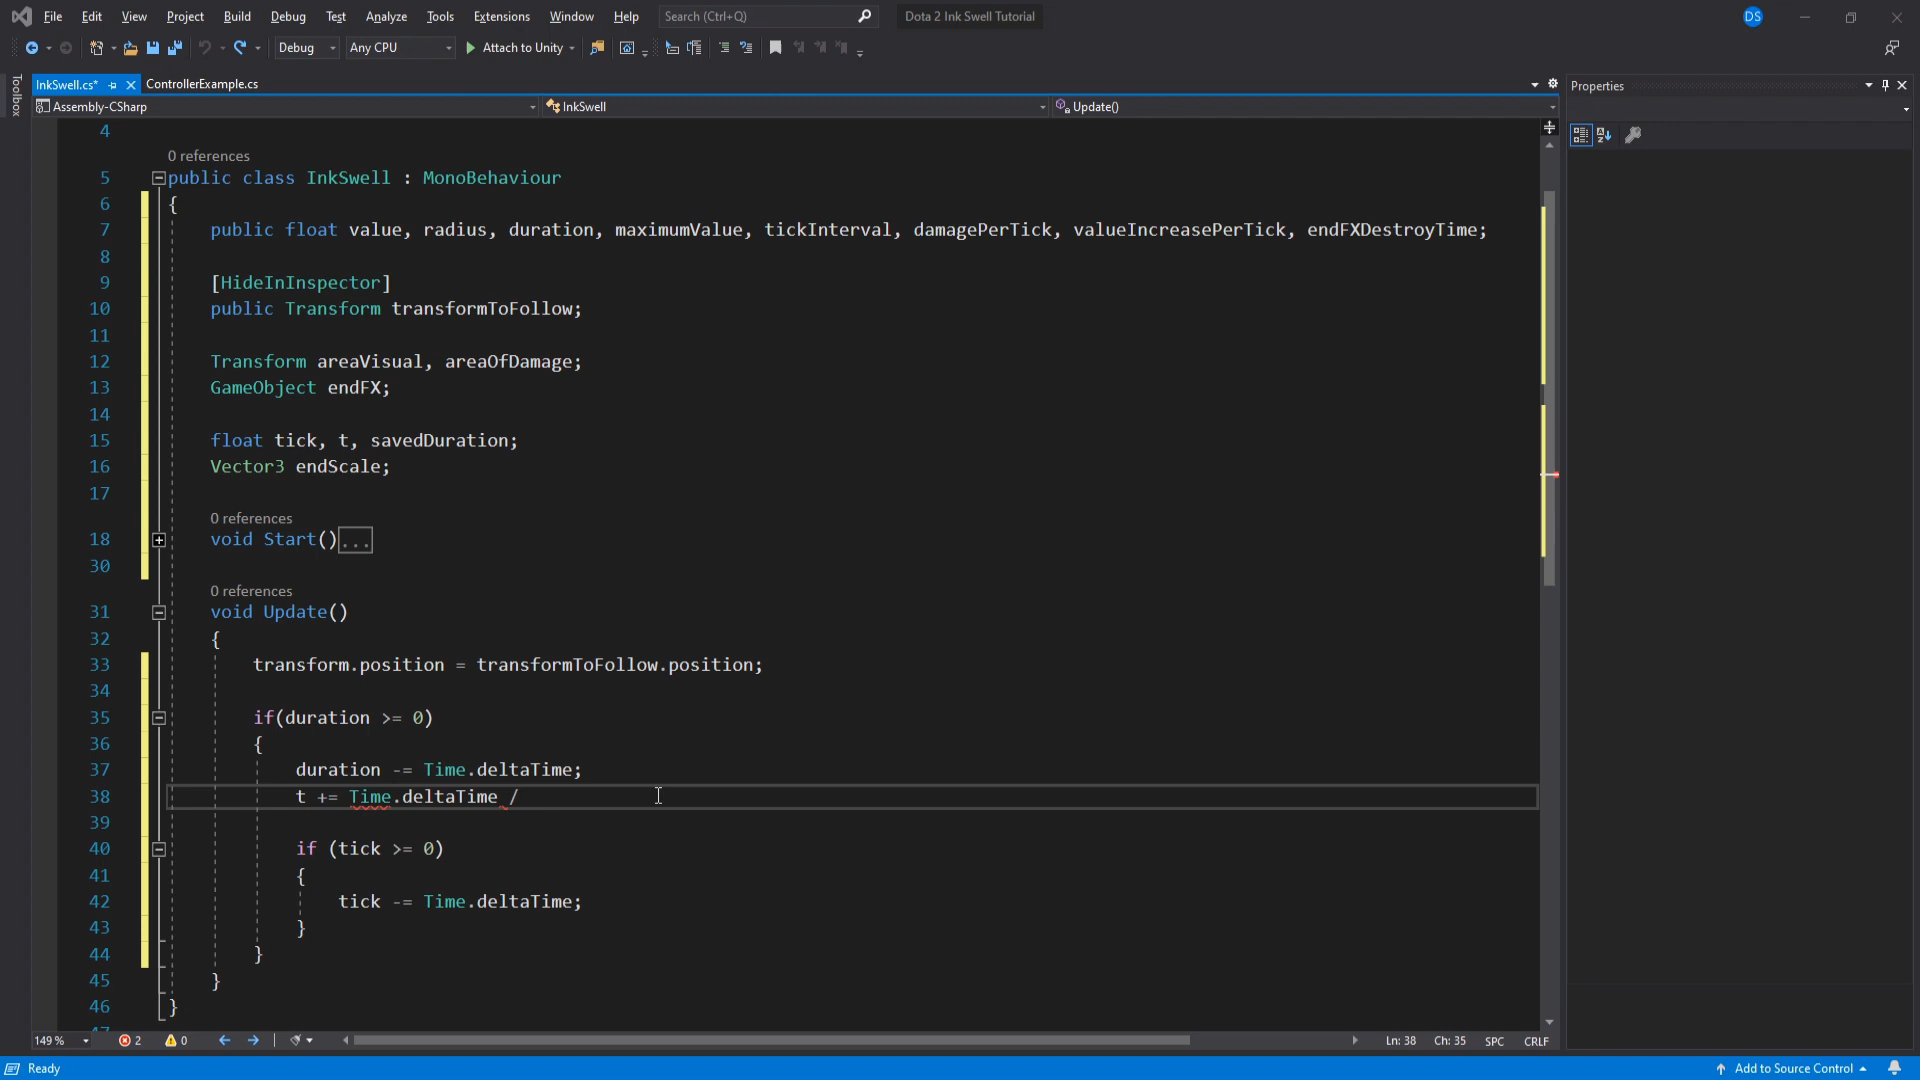 File Edit View Project Build Debug Test Analyze Tools Extensions Window Help Search (Ctrl+Q) Dota 2 Ink Swell Tutorial DS
Debug Any CPU Attach to Unity
Toolbox
InkSwell.cs* ControllerExample.cs
Properties
Assembly-CSharp InkSwell Update()
4
0 references
5 public class InkSwell : MonoBehaviour
6 {
7 public float value, radius, duration, maximumValue, tickInterval, damagePerTick, valueIncreasePerTick, endFXDestroyTime;
8
9 [HideInInspector]
10 public Transform transformToFollow;
11
12 Transform areaVisual, areaOfDamage;
13 GameObject endFX;
14
15 float tick, t, savedDuration;
16 Vector3 endScale;
17
0 references
18 void Start()...
30
0 references
31 void Update()
32 {
33 transform.position = transformToFollow.position;
34
35 if(duration >= 0)
36 {
37 duration -= Time.deltaTime;
38 t += Time.deltaTime /
39
40 if (tick >= 0)
41 {
42 tick -= Time.deltaTime;
43 }
44 }
45 }
46 }
47
149 % 2 0 Ln: 38 Ch: 35 SPC CRLF
Ready Add to Source Control